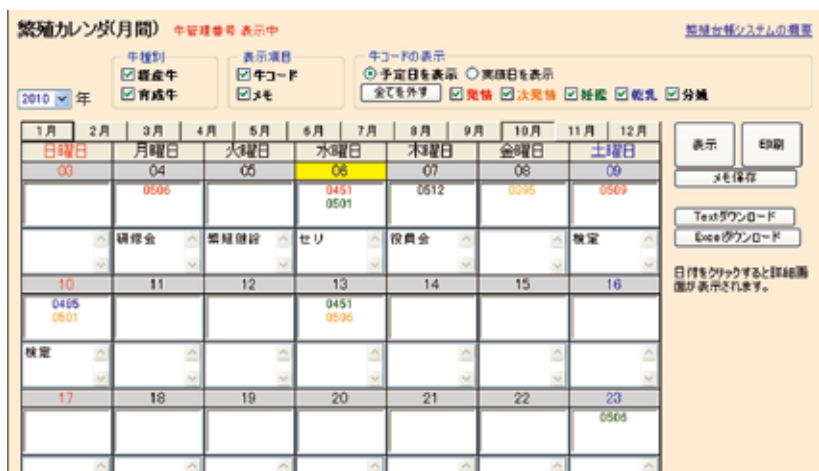 繁殖カレンダ(月間) 牛管理番号 表示中 繁殖台帳システムの概要
牛種別 表示項目 牛コードの表示
経産牛 牛コード 予定日を表示 実績日を表示
2010 年 育成牛 メモ 全てを外す 発情 次発情 妊鑑 乾乳 分娩
1月 2月 3月 4月 5月 6月 7月 8月 9月 10月 11月 12月 表示 印刷
日曜日 月曜日 火曜日 水曜日 木曜日 金曜日 土曜日
メモ保存
03 04 05 06 07 08 09
0506 0451 0512 0395 0509
0501
Textダウンロード
研修会 繁殖健診 セリ 役員会 検定 Excelダウンロード
10 11 12 13 14 15 16
日付をクリックすると詳細画
面が表示されます。
0485 0451
0501 0506
検定
17 18 19 20 21 22 23
0506